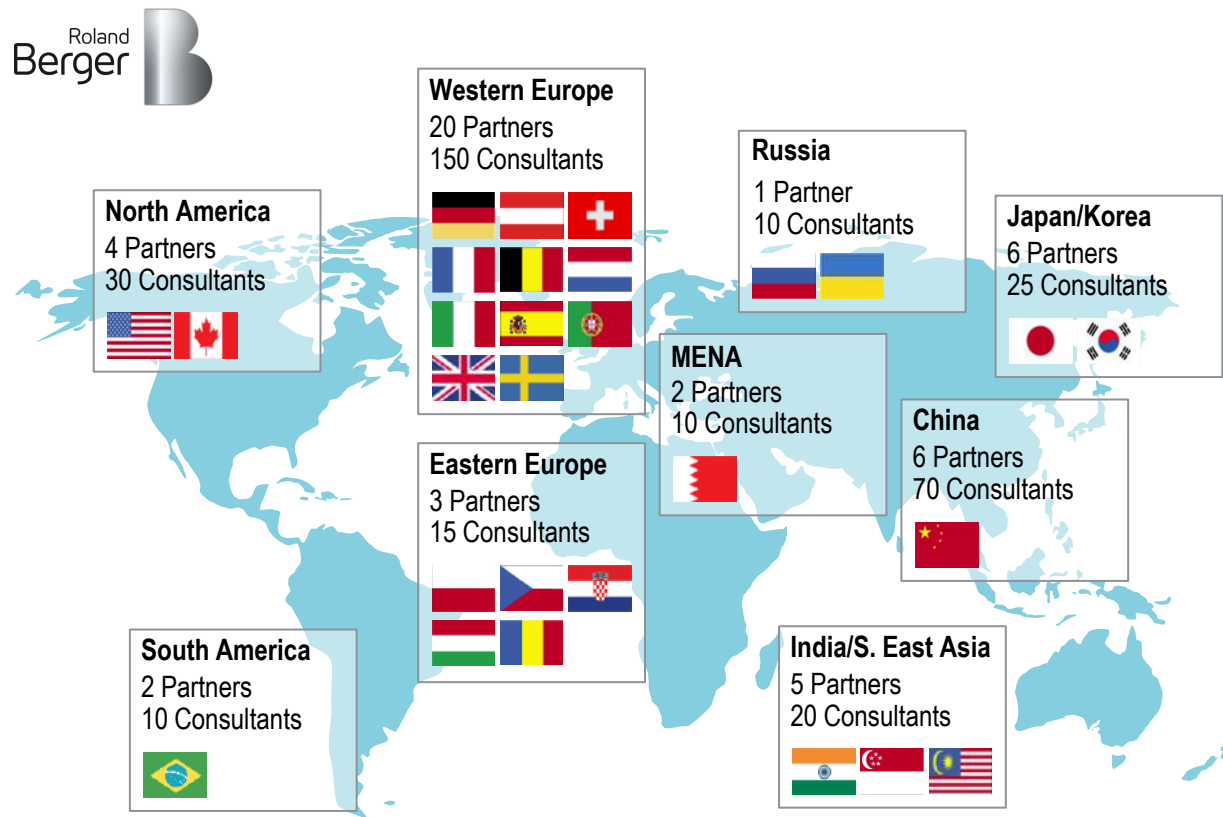 Roland
Berger
Western Europe
20 Partners
150 Consultants
Russia
1 Partner
10 Consultants
North America
4 Partners
30 Consultants
Japan/Korea
6 Partners
25 Consultants
MENA
2 Partners
10 Consultants
China
6 Partners
70 Consultants
Eastern Europe
3 Partners
15 Consultants
South America
2 Partners
10 Consultants
India/S. East Asia
5 Partners
20 Consultants